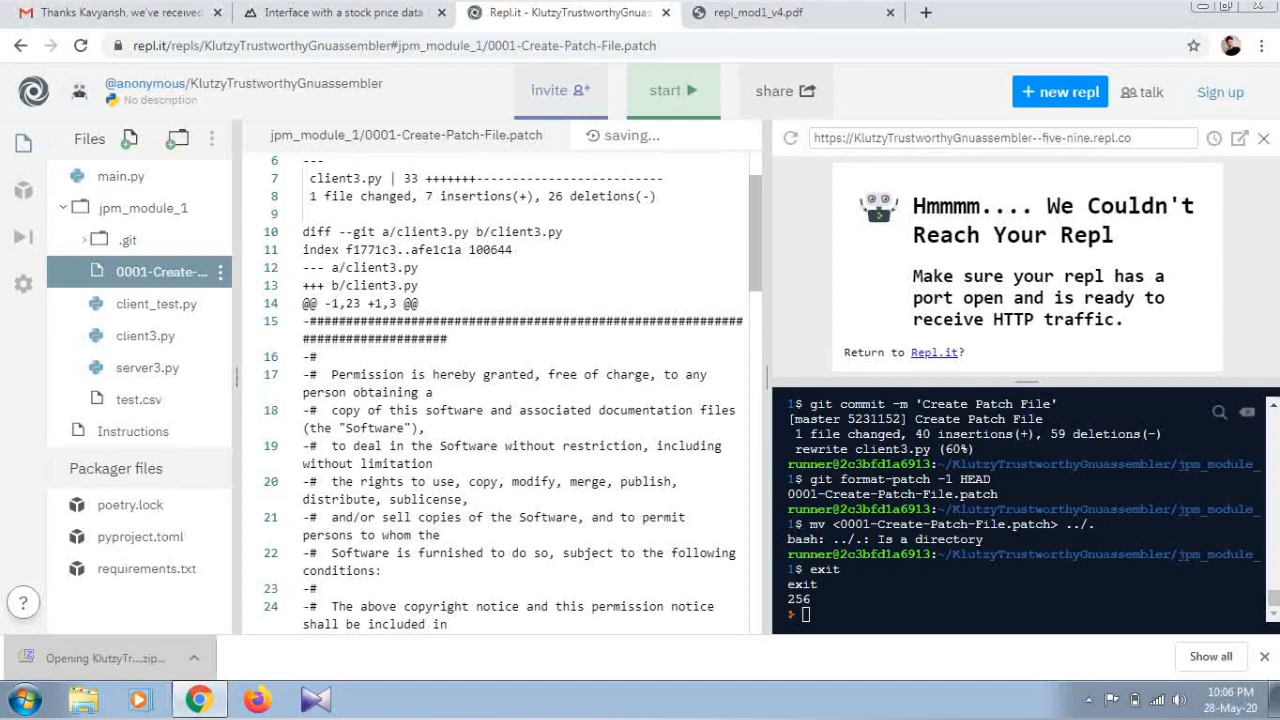 Thanks Kavyansh, we've received
Interface with a stock price data
Repl.it - KlutzyTrustworthyGnuas
repl_mod1_v4.pdf
repl.it/repls/KlutzyTrustworthyGnuassembler#jpm_module_1/0001-Create-Patch-File.patch
@anonymous/KlutzyTrustworthyGnuassembler
No description
invite
start
share
+ new repl
talk
Sign up
Files
main.py
jpm_module_1
.git
0001-Create-...
client_test.py
client3.py
server3.py
test.csv
Instructions
Packager files
poetry.lock
pyproject.toml
requirements.txt
?
jpm_module_1/0001-Create-Patch-File.patch
saving...
6 ---
7 client3.py | 33 +++++++--------------------------
8 1 file changed, 7 insertions(+), 26 deletions(-)
9
10 diff --git a/client3.py b/client3.py
11 index f1771c3..afe1c1a 100644
12 --- a/client3.py
13 +++ b/client3.py
14 @@ -1,23 +1,3 @@
15 -############################################################
####################
16 -#
17 -#  Permission is hereby granted, free of charge, to any
person obtaining a
18 -#  copy of this software and associated documentation files
(the "Software"),
19 -#  to deal in the Software without restriction, including
without limitation
20 -#  the rights to use, copy, modify, merge, publish,
distribute, sublicense,
21 -#  and/or sell copies of the Software, and to permit
persons to whom the
22 -#  Software is furnished to do so, subject to the following
conditions:
23 -#
24 -#  The above copyright notice and this permission notice
shall be included in
https://KlutzyTrustworthyGnuassembler--five-nine.repl.co
Hmmmm.... We Couldn't
Reach Your Repl
Make sure your repl has a
port open and is ready to
receive HTTP traffic.
Return to Repl.it?
1$ git commit -m 'Create Patch File'
[master 5231152] Create Patch File
1 file changed, 40 insertions(+), 59 deletions(-)
rewrite client3.py (60%)
runner@2c3bfd1a6913:~/KlutzyTrustworthyGnuassembler/jpm_module_
1$ git format-patch -1 HEAD
0001-Create-Patch-File.patch
runner@2c3bfd1a6913:~/KlutzyTrustworthyGnuassembler/jpm_module_
1$ mv <0001-Create-Patch-File.patch> ../.
bash: ../.: Is a directory
runner@2c3bfd1a6913:~/KlutzyTrustworthyGnuassembler/jpm_module_
1$ exit
exit
256
Opening KlutzyTr....zip...
Show all
10:06 PM
28-May-20